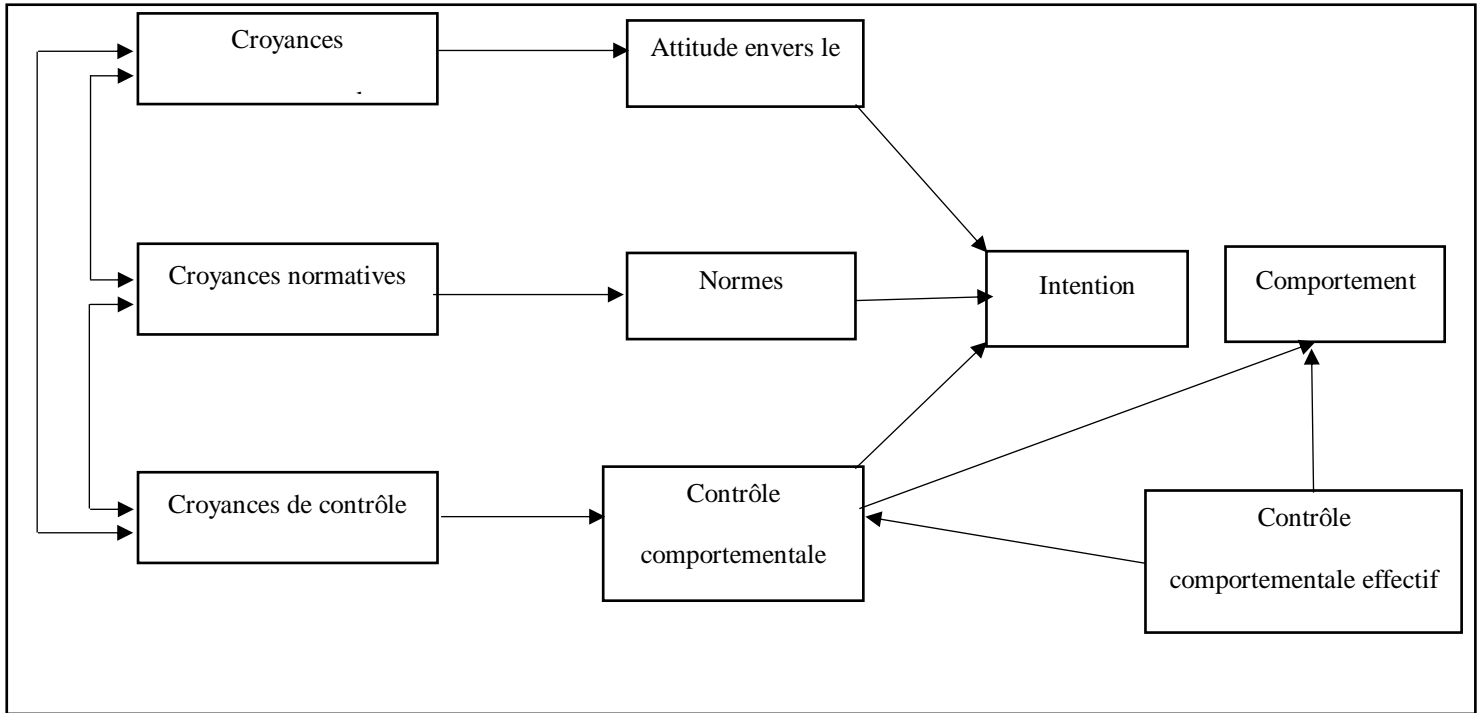 Croyances
Attitude envers le
Croyances normatives
Normes
Intention
Comportement
Croyances de contrôle
Contrôle
comportementale
Contrôle
comportementale effectif